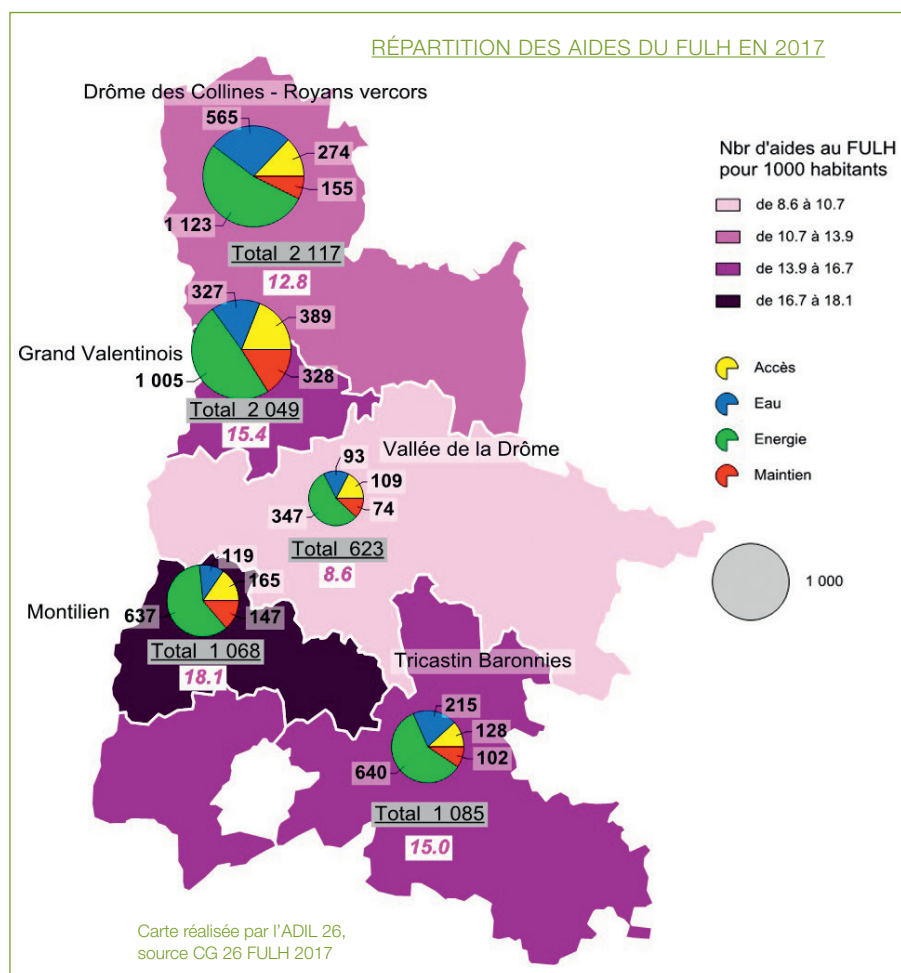 RÉPARTITION DES AIDES DU FULH EN 2017
Drôme des Collines - Royans vercors
565
274
155
1 123
Total 2 117
12.8
Nbr d'aides au FULH
pour 1000 habitants
de 8.6 à 10.7
de 10.7 à 13.9
de 13.9 à 16.7
de 16.7 à 18.1
327
389
Grand Valentinois
1 005
328
Total 2 049
15.4
Accès
Eau
Energie
Maintien
1 000
Vallée de la Drôme
93
109
347
74
Total 623
8.6
119
165
Montilien
637
147
Total 1 068
18.1
Tricastin Baronnies
215
128
102
640
Total 1 085
15.0
Carte réalisée par l'ADIL 26,
source CG 26 FULH 2017